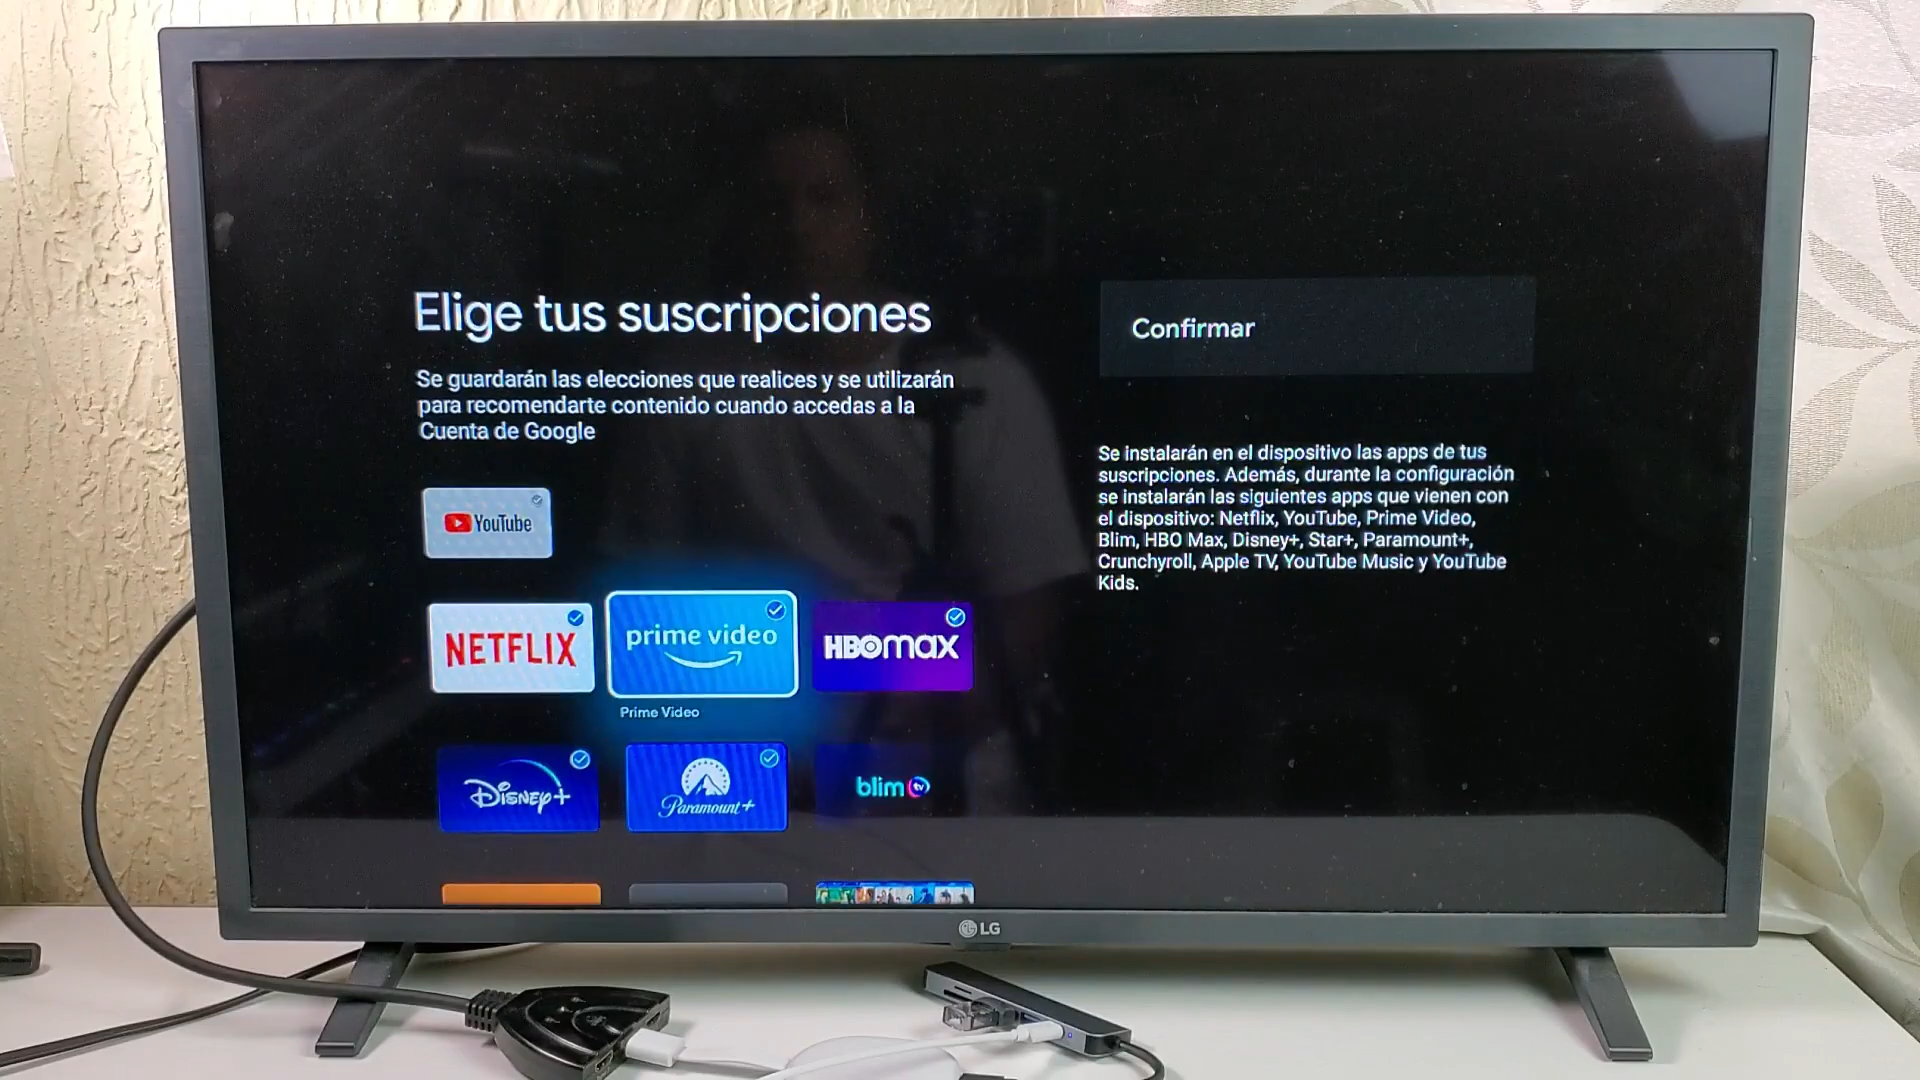 Elige tus suscripciones
Se guardarán las elecciones que realices y se utilizarán
para recomendarte contenido cuando accedas a la
Cuenta de Google
YouTube
NETFLIX
prime video
HBOMAX
Prime Video
Disney+
Paramount+
blim tv
Confirmar
Se instalarán en el dispositivo las apps de tus
suscripciones. Además, durante la configuración
se instalarán las siguientes apps que vienen con
el dispositivo: Netflix, YouTube, Prime Video,
Blim, HBO Max, Disney+, Star+, Paramount+,
Crunchyroll, Apple TV, YouTube Music y YouTube
Kids.
LG